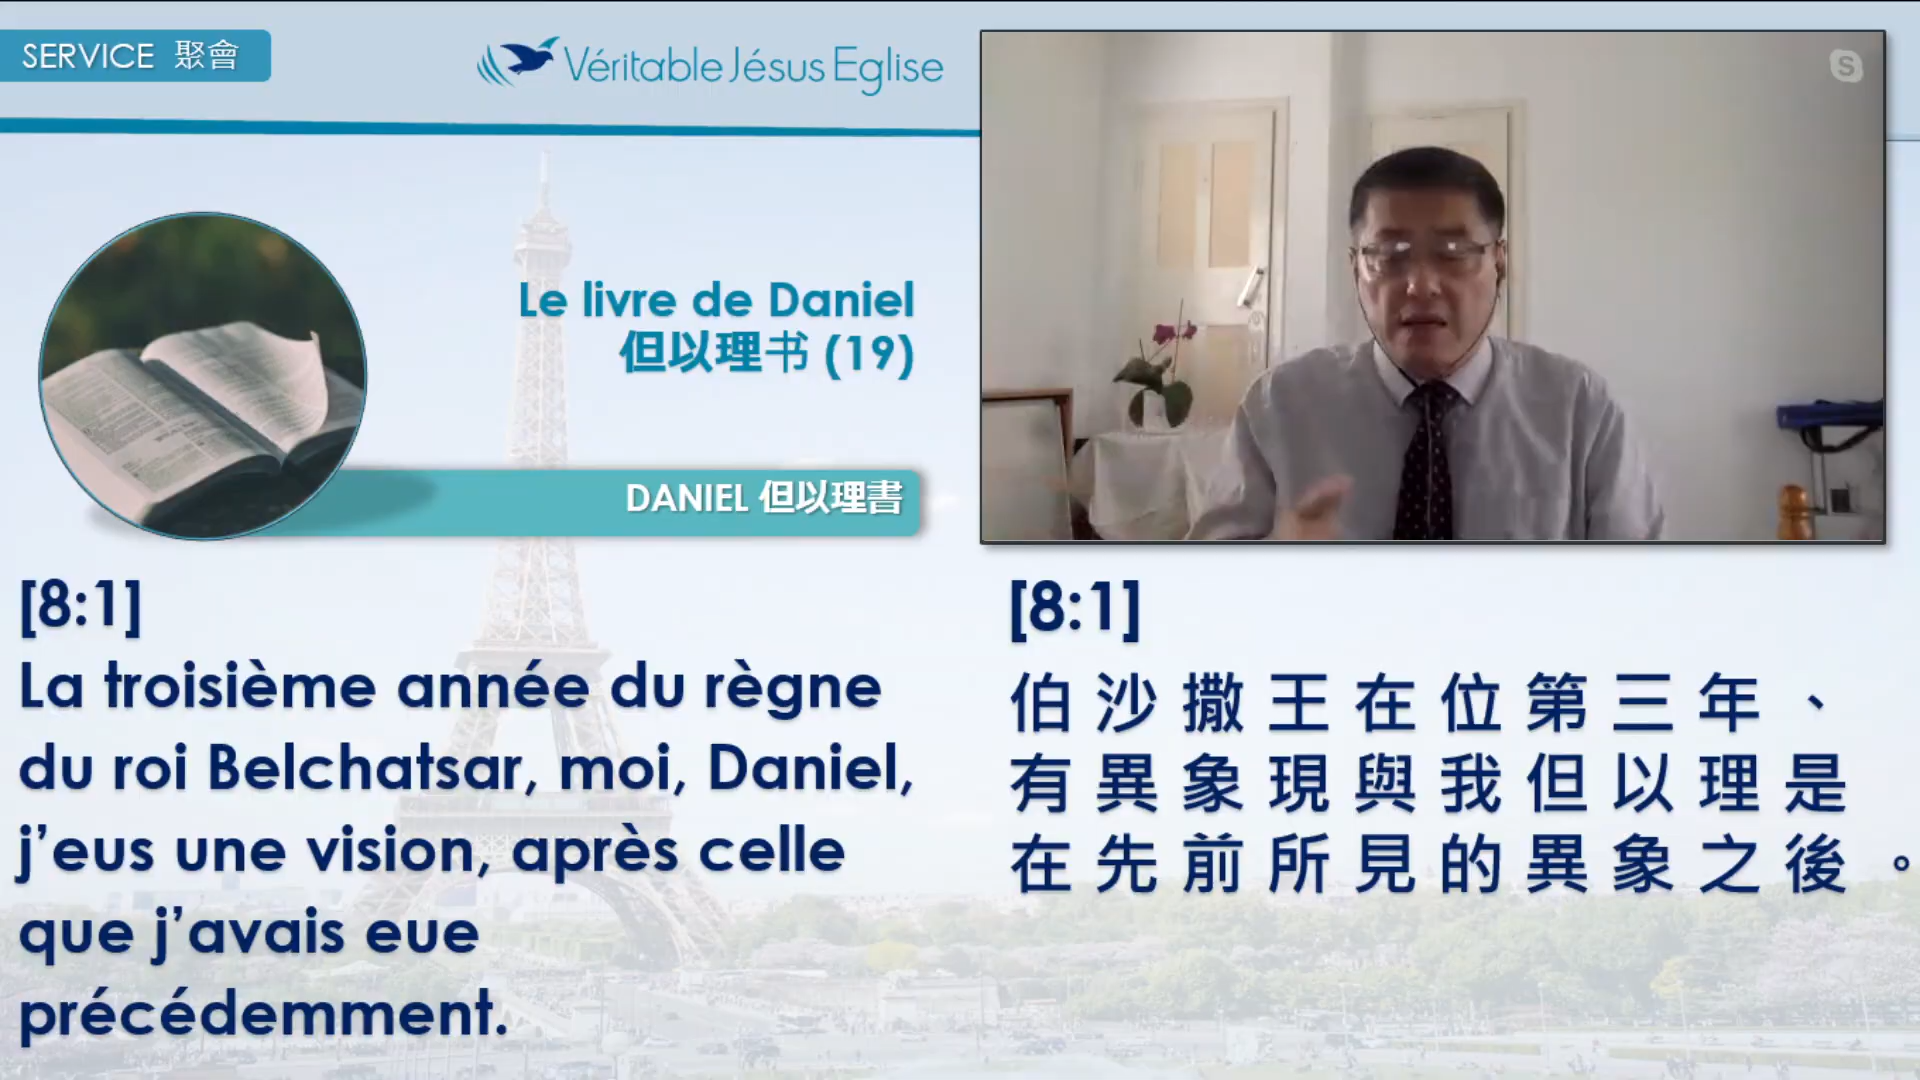 SERVICE 聚會
Véritable Jésus Eglise
S
Le livre de Daniel
但以理书 (19)
DANIEL 但以理書
[8:1]
La troisième année du règne
du roi Belchatsar, moi, Daniel,
j’eus une vision, après celle
que j’avais eue
précédemment.
[8:1]
伯沙撒王在位第三年、
有異象現與我但以理是
在先前所見的異象之後。